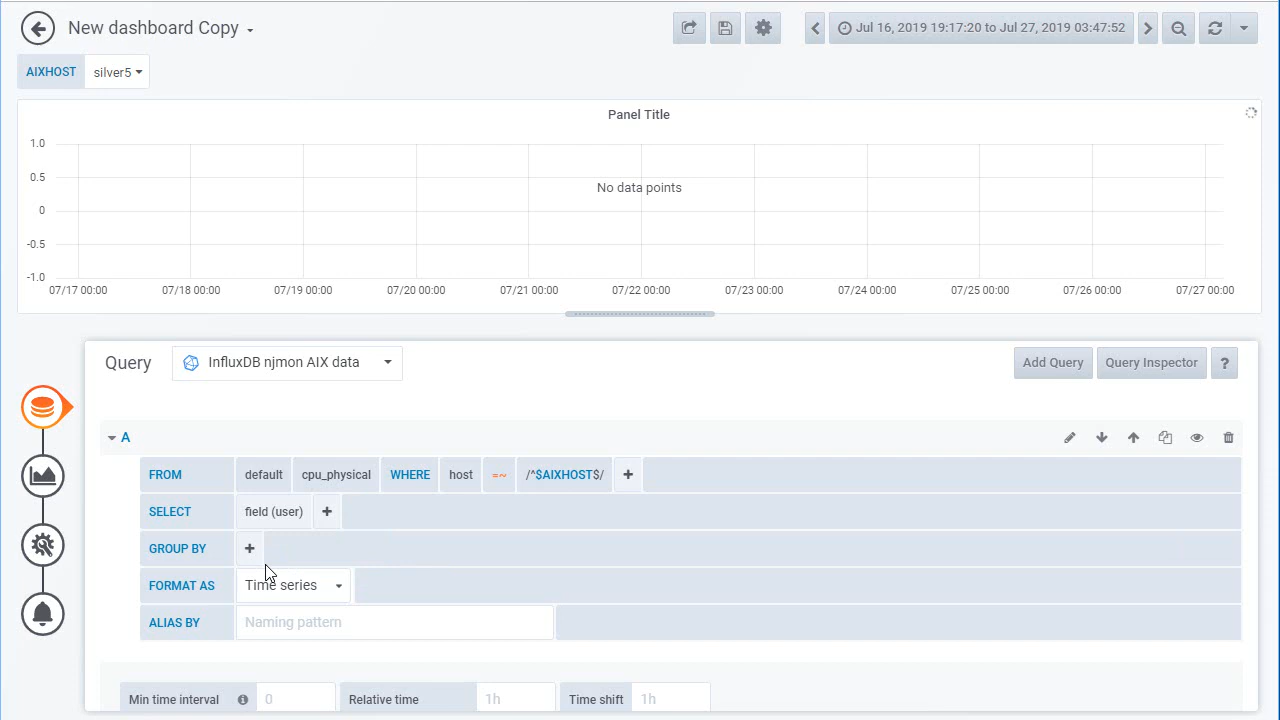 New dashboard Copy
Jul 16, 2019 19:17:20 to Jul 27, 2019 03:47:52
AIXHOST silver5
Panel Title
1.0
0.5
No data points
0
-0.5
-1.0
07/17 00:00 07/18 00:00 07/19 00:00 07/20 00:00 07/21 00:00 07/22 00:00 07/23 00:00 07/24 00:00 07/25 00:00 07/26 00:00 07/27 00:00
Query InfluxDB njmon AIX data Add Query Query Inspector ?
A
FROM default cpu_physical WHERE host =~ /^$AIXHOST$/ +
SELECT field (user) +
GROUP BY +
FORMAT AS Time series
ALIAS BY Naming pattern
Min time interval 0 Relative time 1h Time shift 1h